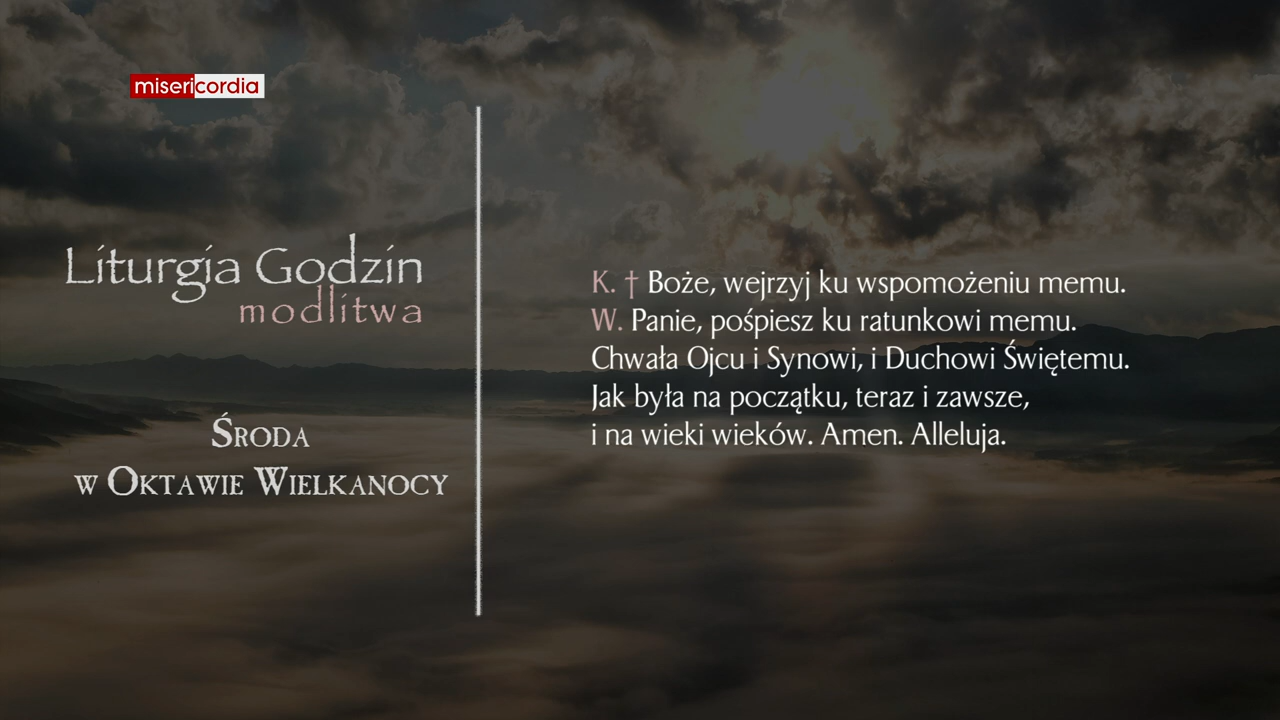 misericordia
Liturgia Godzin
modlitwa
Środa
w Oktawie Wielkanocy
K. † Boże, wejrzyj ku wspomożeniu memu.
W. Panie, pośpiesz ku ratunkowi memu.
Chwała Ojcu i Synowi, i Duchowi Świętemu.
Jak była na początku, teraz i zawsze,
i na wieki wieków. Amen. Alleluja.